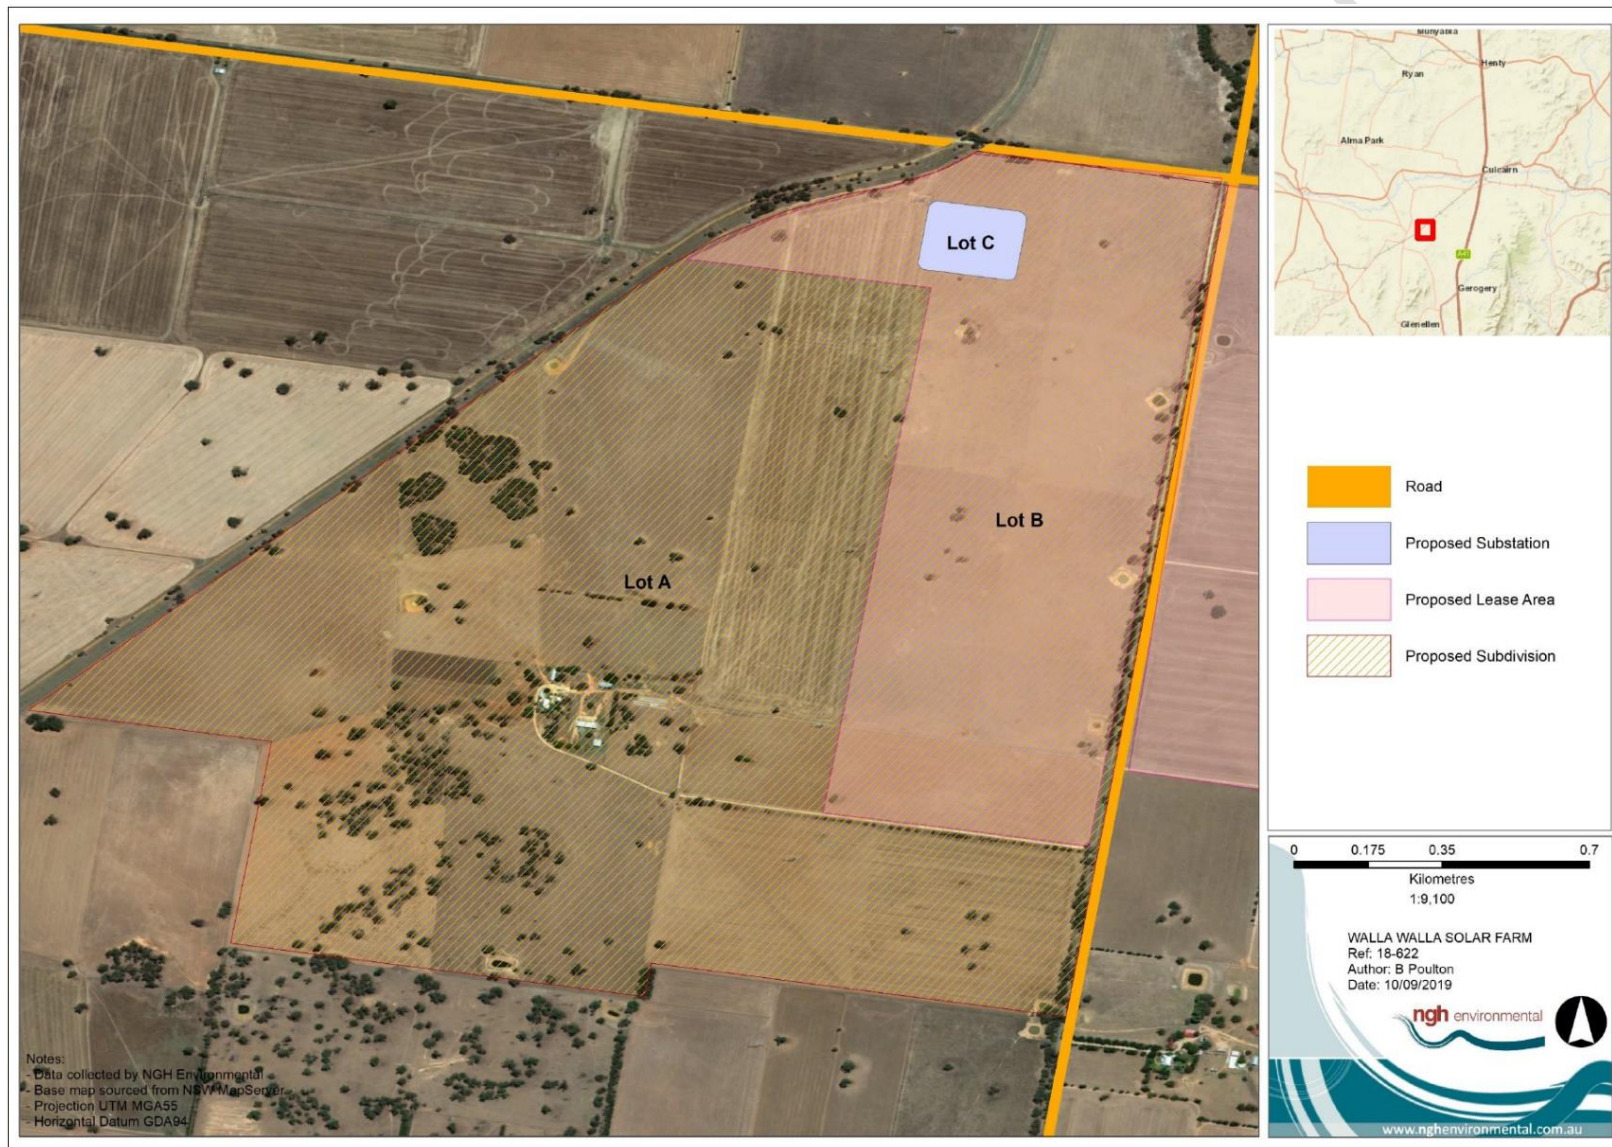 Lot C
Lot B
Lot A
Notes:
- Data collected by NGH Environmental
- Base map sourced from NSW MapServer
- Projection UTM MGA55
- Horizontal Datum GDA94
Henty
Ryan
Alma Park
Culcairn
Gerogery
Glenellen
Road
Proposed Substation
Proposed Lease Area
Proposed Subdivision
0 0.175 0.35 0.7
Kilometres
1:9,100
WALLA WALLA SOLAR FARM
Ref: 18-622
Author: B Poulton
Date: 10/09/2019
ngh environmental
www.nghenvironmental.com.au